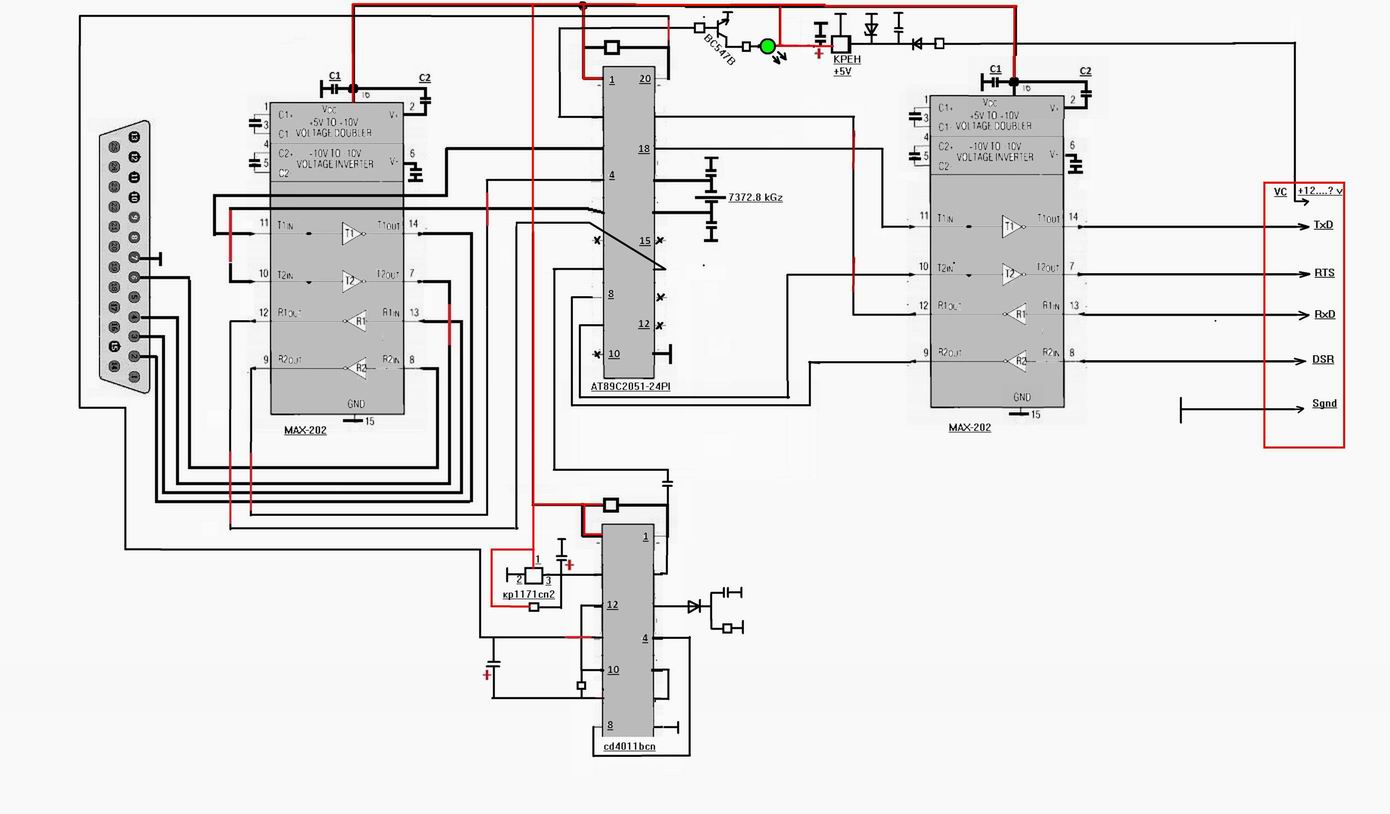 BC547B
КРЕН
+5V
C1
C2
16
1
Vcc
2
C1+
+5V TO -10V
V+
3
VOLTAGE DOUBLER
C1
4
C2+
-10V TO -10V
6
5
VOLTAGE INVERTER
V-
C2
11
T1IN
T1
T1OUT
14
10
T2IN
T2
T2OUT
7
12
R1OUT
R1
R1IN
13
9
R2OUT
R2
R2IN
8
GND
15
MAX-202
13
12
11
10
9
8
7
6
5
4
3
2
1
25
24
23
22
21
20
19
18
17
16
15
14
1
20
18
4
7372.8 kGz
15
8
12
10
AT89C2051-24PI
C1
C2
16
1
Vcc
2
C1+
+5V TO -10V
V+
3
VOLTAGE DOUBLER
C1
4
C2+
-10V TO -10V
6
5
VOLTAGE INVERTER
V-
C2
11
T1IN
T1
T1OUT
14
10
T2IN
T2
T2OUT
7
12
R1OUT
R1
R1IN
13
9
R2OUT
R2
R2IN
8
GND
15
MAX-202
VC +12....? v
TxD
RTS
RxD
DSR
Sgnd
1
2
3
кр1171сп2
+
1
12
4
10
8
cd4011bcn